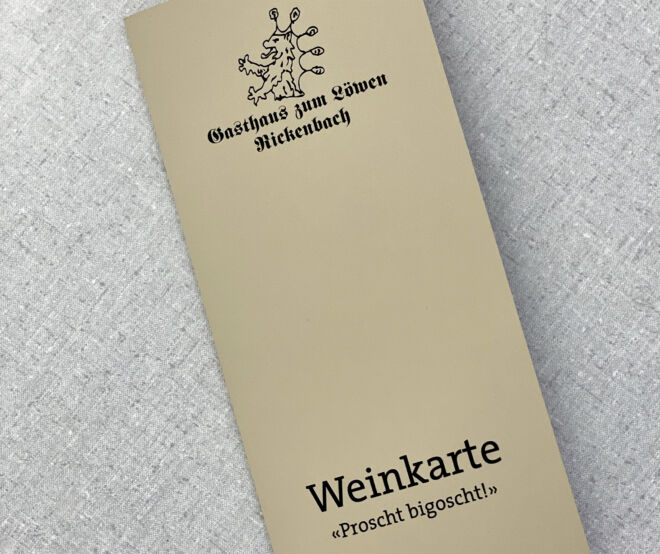 Gasthaus zum Löwen
Rickenbach
Weinkarte
«Proscht bigoscht!»